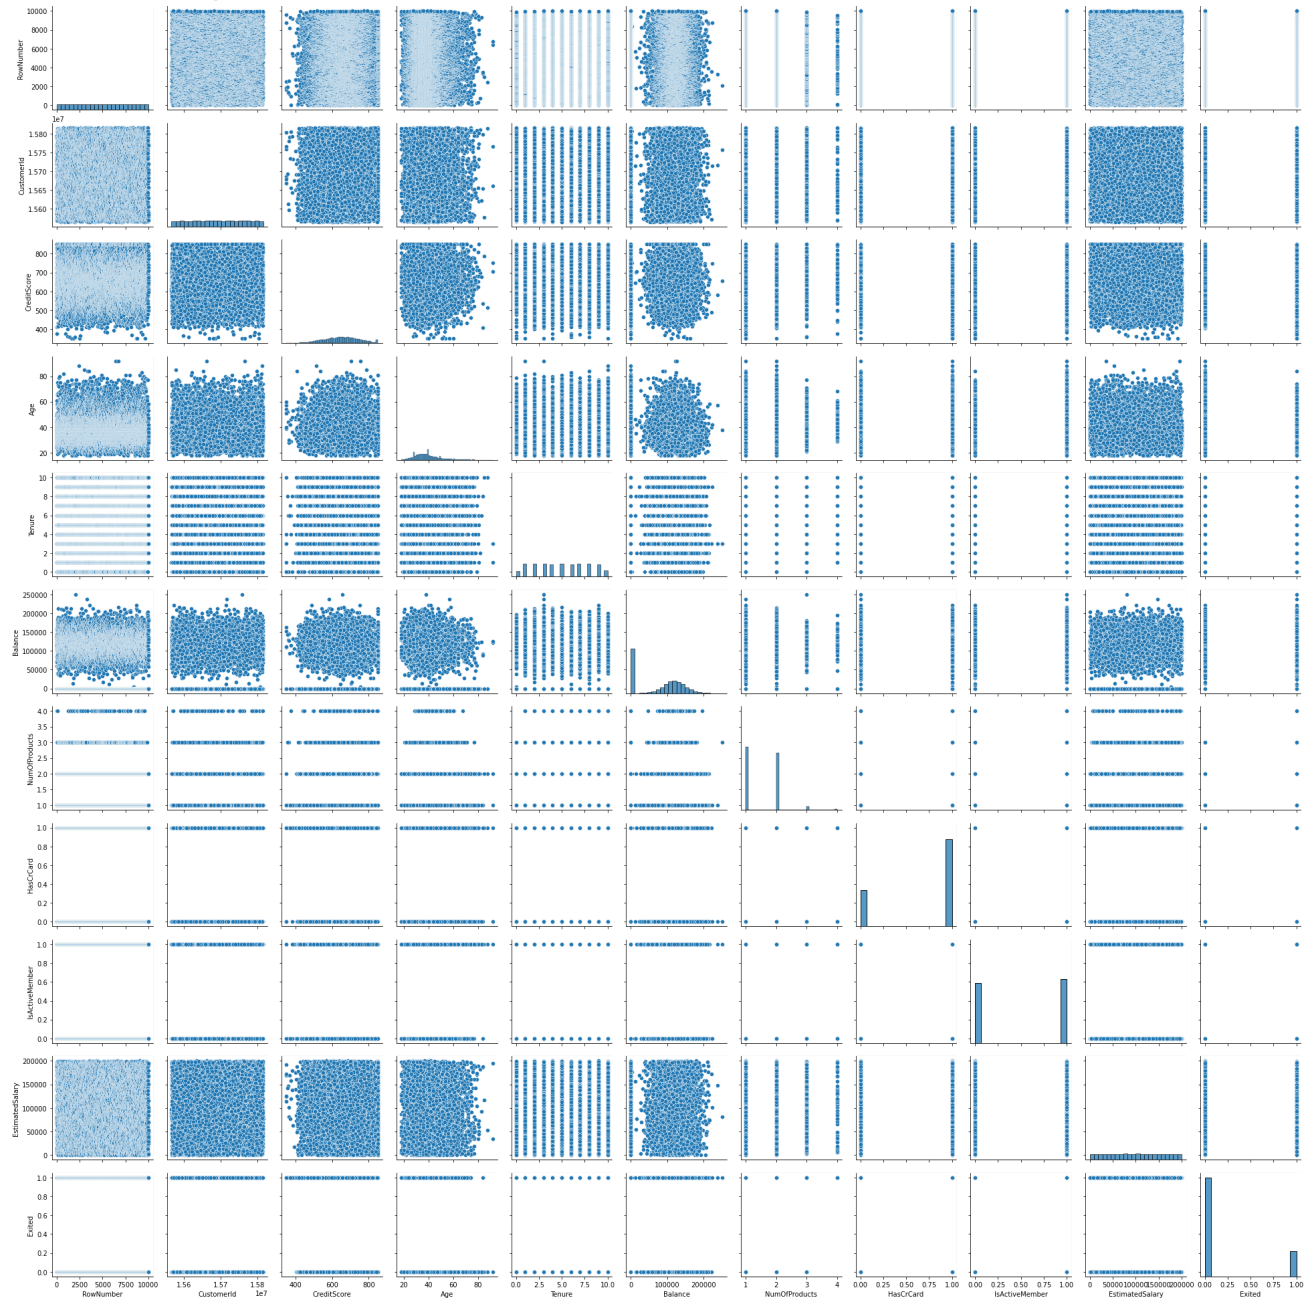 10000
8000
6000
4000
2000
0
RowNumber
1e7
1.580
1.575
1.570
1.565
1.560
CustomerId
800
700
600
500
400
CreditScore
80
60
40
20
Age
10
8
6
4
2
0
Tenure
250000
200000
150000
100000
50000
0
Balance
4.0
3.5
3.0
2.5
2.0
1.5
1.0
NumOfProducts
1.0
0.8
0.6
0.4
0.2
0.0
HasCrCard
1.0
0.8
0.6
0.4
0.2
0.0
IsActiveMember
200000
150000
100000
50000
0
EstimatedSalary
1.0
0.8
0.6
0.4
0.2
0.0
Exited
0 2500 5000 7500 10000
RowNumber
1.56 1.57 1.58
CustomerId 1e7
400 600 800
CreditScore
20 40 60 80
Age
0.0 2.5 5.0 7.5 10.0
Tenure
0 100000 200000
Balance
1 2 3 4
NumOfProducts
0.00 0.25 0.50 0.75 1.00
HasCrCard
0.00 0.25 0.50 0.75 1.00
IsActiveMember
0 50000 100000 150000 200000
EstimatedSalary
0.00 0.25 0.50 0.75 1.00
Exited